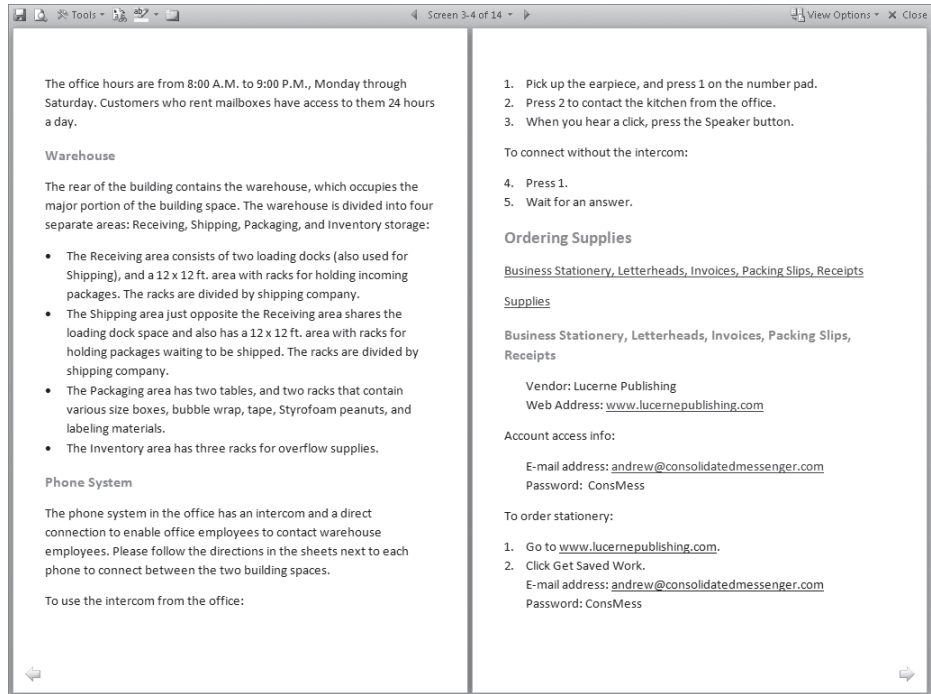 Tools
Screen 3-4 of 14
View Options
Close
The office hours are from 8:00 A.M. to 9:00 P.M., Monday through
Saturday. Customers who rent mailboxes have access to them 24 hours
a day.
Warehouse
The rear of the building contains the warehouse, which occupies the
major portion of the building space. The warehouse is divided into four
separate areas: Receiving, Shipping, Packaging, and Inventory storage:
• The Receiving area consists of two loading docks (also used for
Shipping), and a 12 x 12 ft. area with racks for holding incoming
packages. The racks are divided by shipping company.
• The Shipping area just opposite the Receiving area shares the
loading dock space and also has a 12 x 12 ft. area with racks for
holding packages waiting to be shipped. The racks are divided by
shipping company.
• The Packaging area has two tables, and two racks that contain
various size boxes, bubble wrap, tape, Styrofoam peanuts, and
labeling materials.
• The Inventory area has three racks for overflow supplies.
Phone System
The phone system in the office has an intercom and a direct
connection to enable office employees to contact warehouse
employees. Please follow the directions in the sheets next to each
phone to connect between the two building spaces.
To use the intercom from the office:
1. Pick up the earpiece, and press 1 on the number pad.
2. Press 2 to contact the kitchen from the office.
3. When you hear a click, press the Speaker button.
To connect without the intercom:
4. Press 1.
5. Wait for an answer.
Ordering Supplies
Business Stationery, Letterheads, Invoices, Packing Slips, Receipts
Supplies
Business Stationery, Letterheads, Invoices, Packing Slips,
Receipts
Vendor: Lucerne Publishing
Web Address: www.lucernepublishing.com
Account access info:
E-mail address: andrew@consolidatedmessenger.com
Password: ConsMess
To order stationery:
1. Go to www.lucernepublishing.com.
2. Click Get Saved Work.
E-mail address: andrew@consolidatedmessenger.com
Password: ConsMess